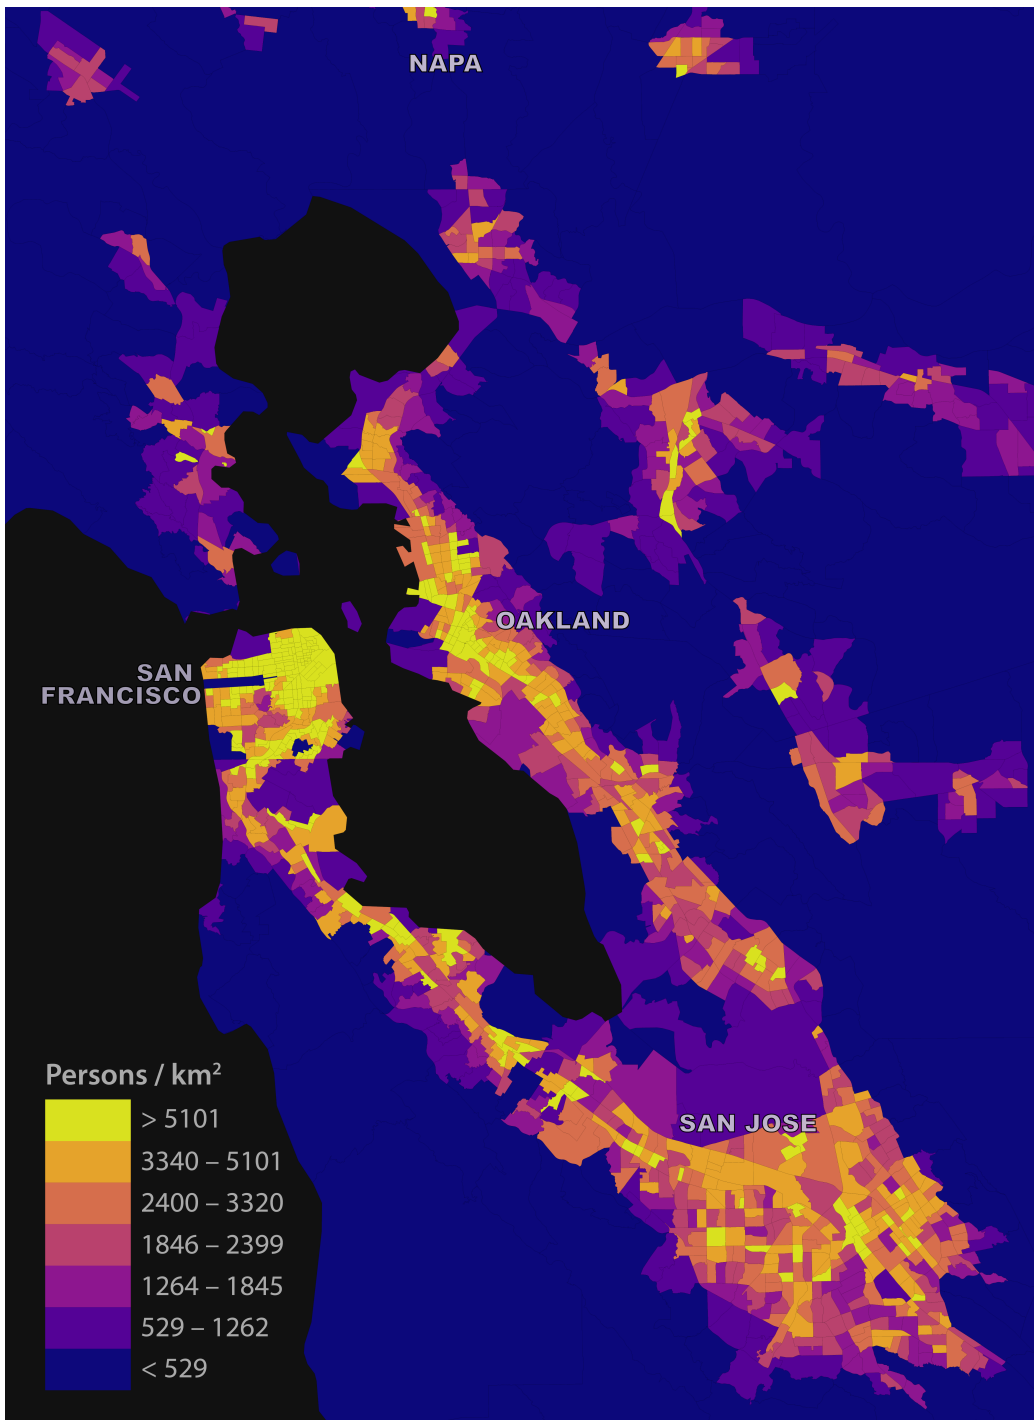 NAPA
OAKLAND
SAN
FRANCISCO
Persons / km²
> 5101
3340 – 5101
2400 – 3320
1846 – 2399
1264 – 1845
529 – 1262
< 529
SAN JOSE